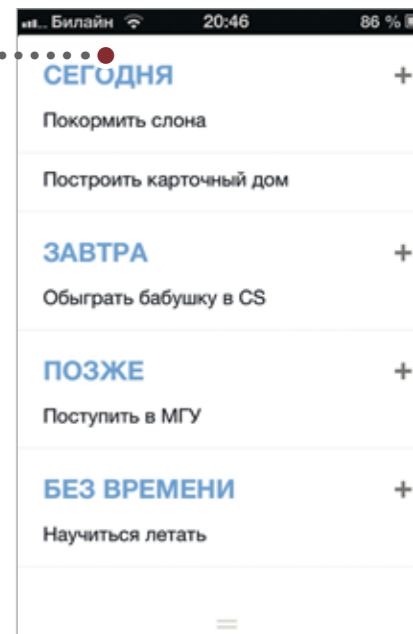 Билайн 20:46 86 %
СЕГОДНЯ +
Покормить слона
Построить карточный дом
ЗАВТРА +
Обыграть бабушку в CS
ПОЗЖЕ +
Поступить в МГУ
БЕЗ ВРЕМЕНИ +
Научиться летать